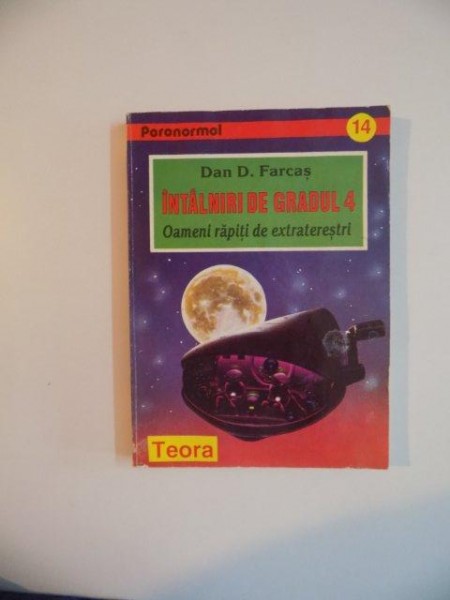 Paranormal
14
Dan D. Farcaș
ÎNTÂLNIRI DE GRADUL 4
Oameni răpiți de extratereștri
Teora